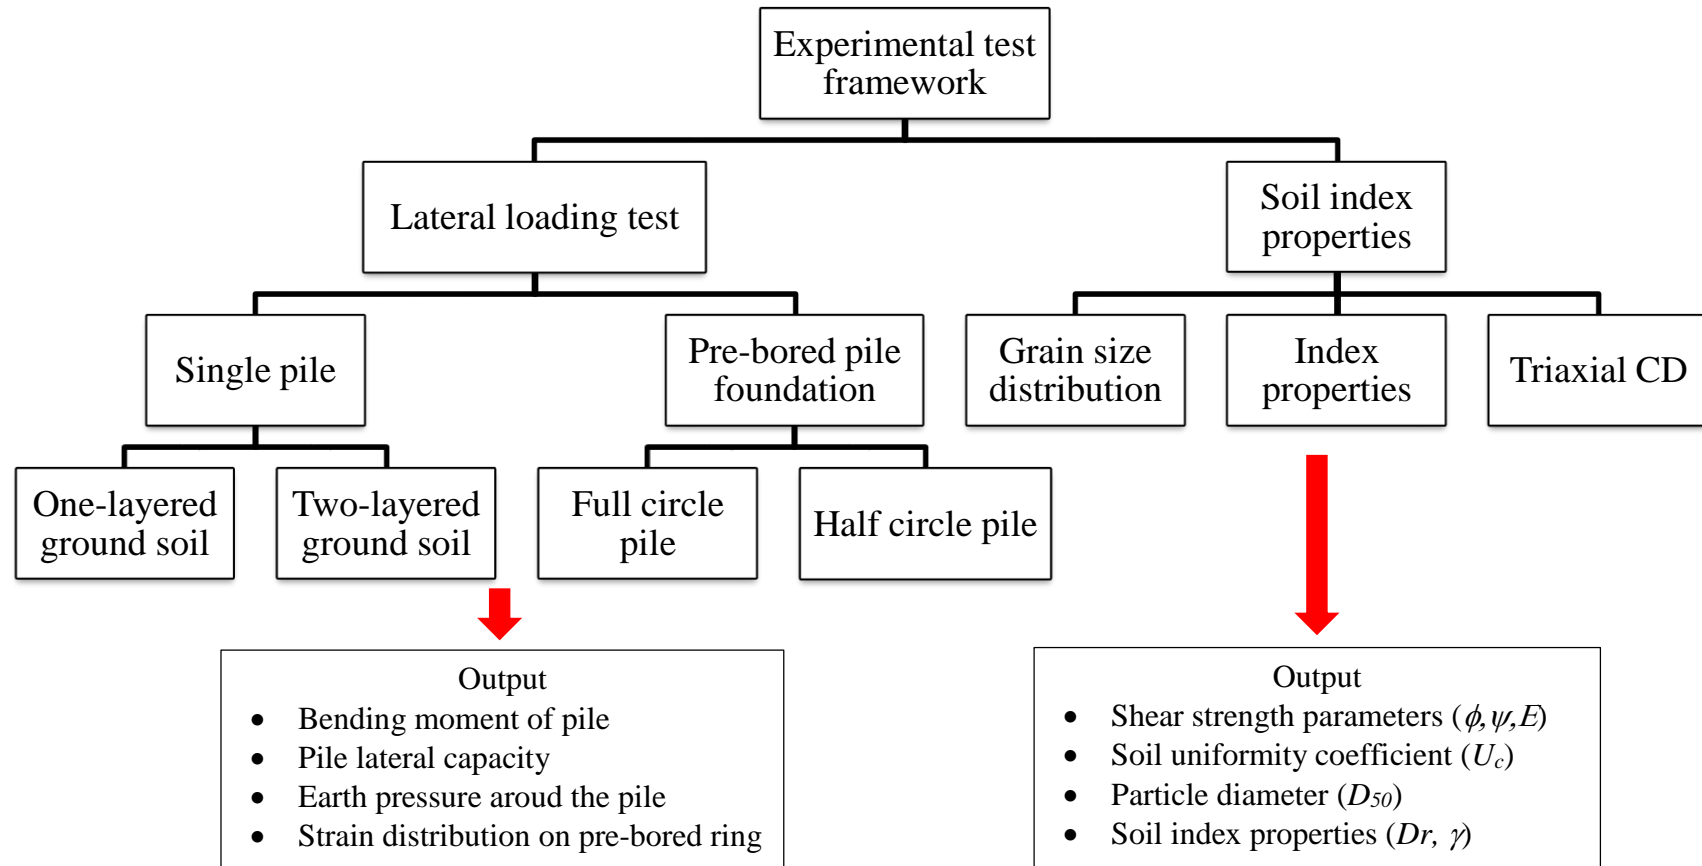 Experimental test
framework
Lateral loading test
Soil index
properties
Single pile
Pre-bored pile
foundation
Grain size
distribution
Index
properties
Triaxial CD
One-layered
ground soil
Two-layered
ground soil
Full circle
pile
Half circle pile
Output
• Bending moment of pile
• Pile lateral capacity
• Earth pressure aroud the pile
• Strain distribution on pre-bored ring
Output
• Shear strength parameters (ϕ,ψ,E)
• Soil uniformity coefficient (Uc)
• Particle diameter (D50)
• Soil index properties (Dr, γ)